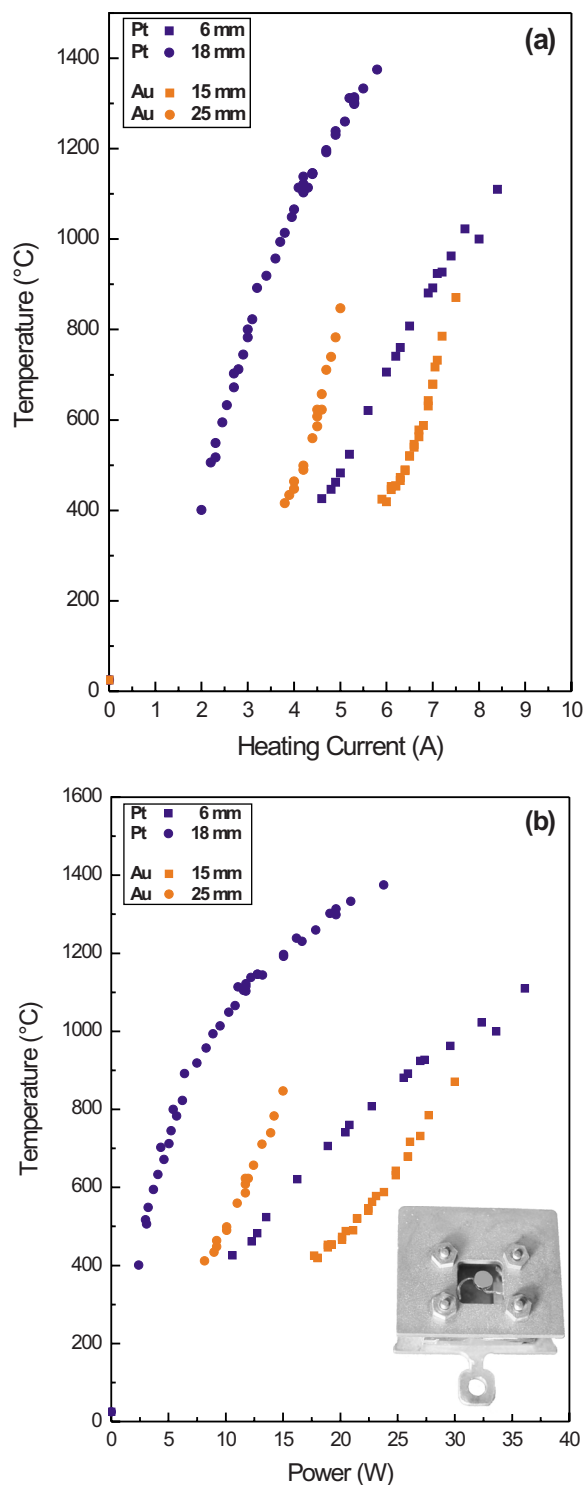 (a)
Pt 6 mm
Pt 18 mm
Au 15 mm
Au 25 mm
1400
1200
1000
800
600
400
200
0
Temperature (°C)
0 1 2 3 4 5 6 7 8 9 10
Heating Current (A)
1600
(b)
Pt 6 mm
Pt 18 mm
Au 15 mm
Au 25 mm
1400
1200
1000
800
600
400
200
0
Temperature (°C)
0 5 10 15 20 25 30 35 40
Power (W)